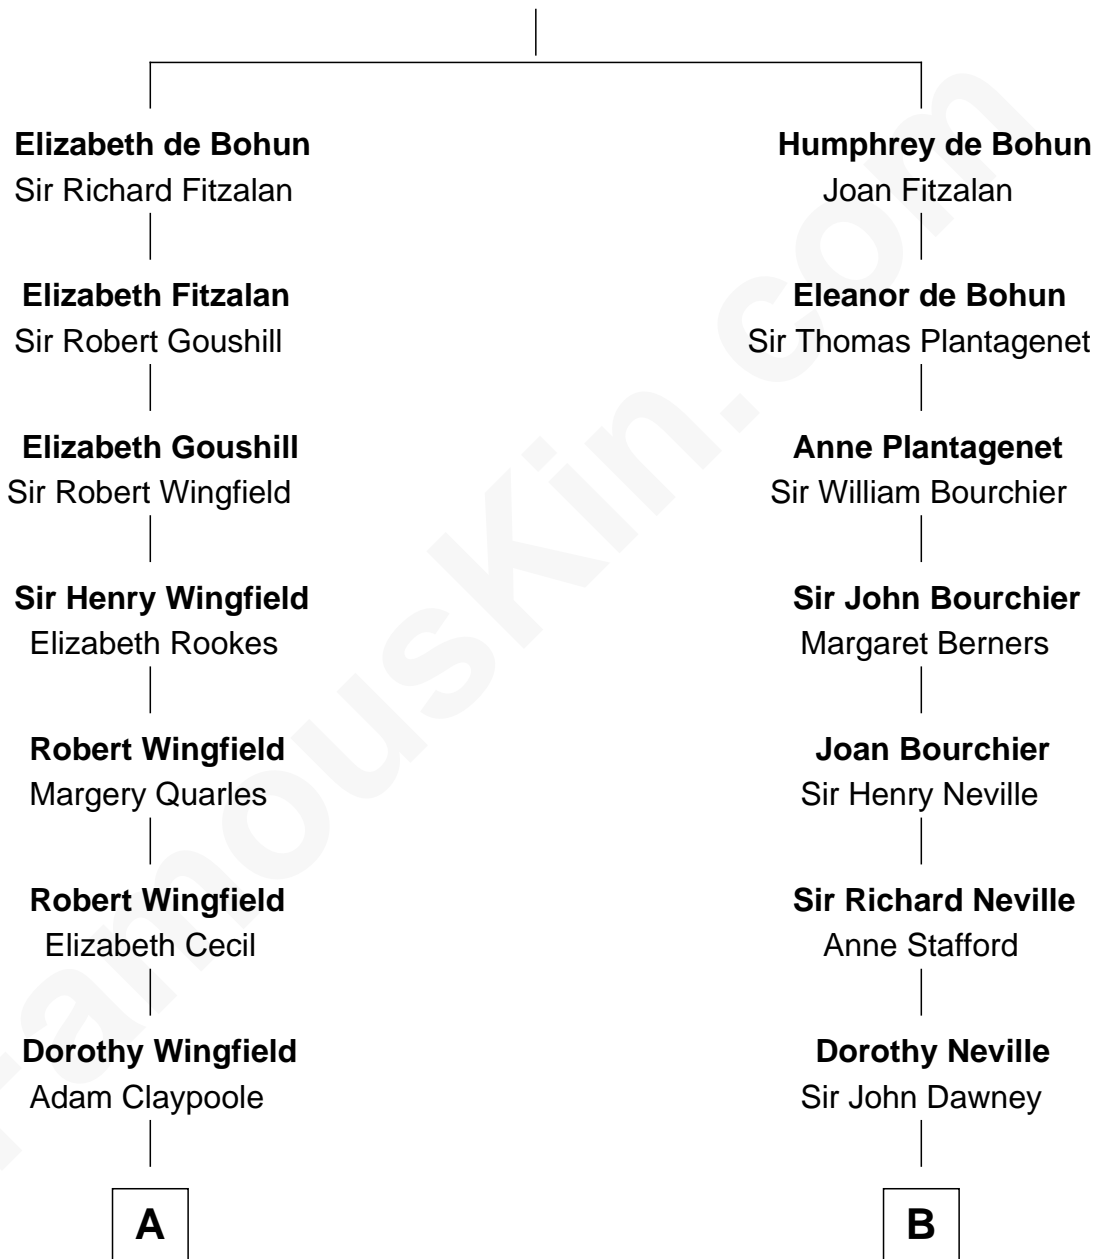 Elizabeth de Bohun
Sir Richard Fitzalan
Elizabeth Fitzalan
Sir Robert Goushill
Elizabeth Goushill
Sir Robert Wingfield
Sir Henry Wingfield
Elizabeth Rookes
Robert Wingfield
Margery Quarles
Robert Wingfield
Elizabeth Cecil
Dorothy Wingfield
Adam Claypoole
A
Humphrey de Bohun
Joan Fitzalan
Eleanor de Bohun
Sir Thomas Plantagenet
Anne Plantagenet
Sir William Bourchier
Sir John Bourchier
Margaret Berners
Joan Bourchier
Sir Henry Neville
Sir Richard Neville
Anne Stafford
Dorothy Neville
Sir John Dawney
B
FamousKin.com